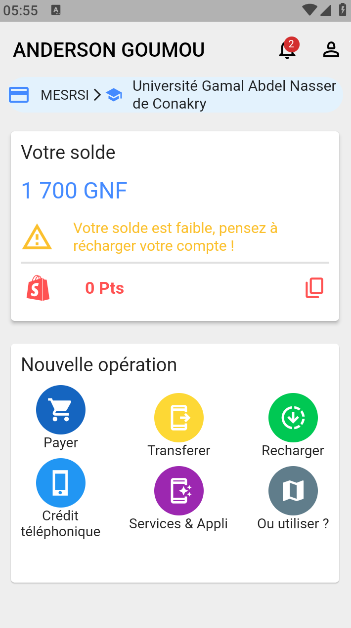 05:55
A
ANDERSON GOUMOU
2
MESRSI
Université Gamal Abdel Nasser
de Conakry
Votre solde
1 700 GNF
Votre solde est faible, pensez à
récharger votre compte !
S
0 Pts
Nouvelle opération
Payer
Transferer
Recharger
Crédit
téléphonique
Services & Appli
Ou utiliser ?